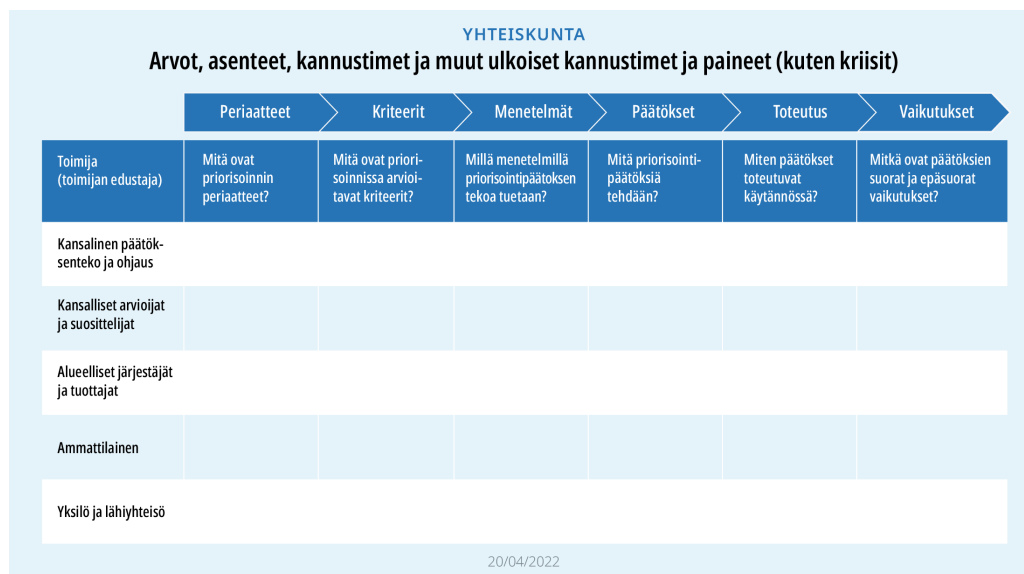 YHTEISKUNTA
Arvot, asenteet, kannustimet ja muut ulkoiset kannustimet ja paineet (kuten kriisit)
Periaatteet
Kriteerit
Menetelmät
Päätökset
Toteutus
Vaikutukset
Toimija
(toimijan edustaja)
Mitä ovat
priorisoinnin
periaatteet?
Mitä ovat priori-
soinnissa arvioi-
tavat kriteerit?
Millä menetelmillä
priorisointipäätoksen
tekoa tuetaan?
Mitä priorisointi-
päätöksiä
tehdään?
Miten päätökset
toteutuvat
käytännössä?
Mitkä ovat päätöksien
suorat ja epäsuorat
vaikutukset?
Kansalinen päätök-
senteko ja ohjaus
Kansalliset arvioijat
ja suosittelijat
Alueelliset järjestäjät
ja tuottajat
Ammattilainen
Yksilö ja lähiyhteisö
20/04/2022